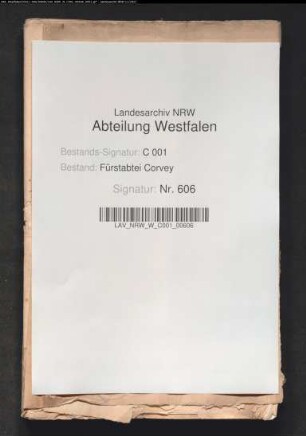 Landesarchiv NRW
Abteilung Westfalen
Bestands-Signatur: C 001
Bestand: Fürstabtei Corvey
Signatur: Nr. 606
LAV_NRW_W_C001_00606